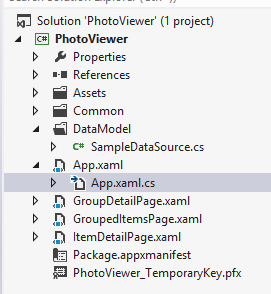 Solution 'PhotoViewer' (1 project)
C# PhotoViewer
Properties
References
Assets
Common
DataModel
C# SampleDataSource.cs
App.xaml
App.xaml.cs
GroupDetailPage.xaml
GroupedItemsPage.xaml
ItemDetailPage.xaml
Package.appxmanifest
PhotoViewer_TemporaryKey.pfx